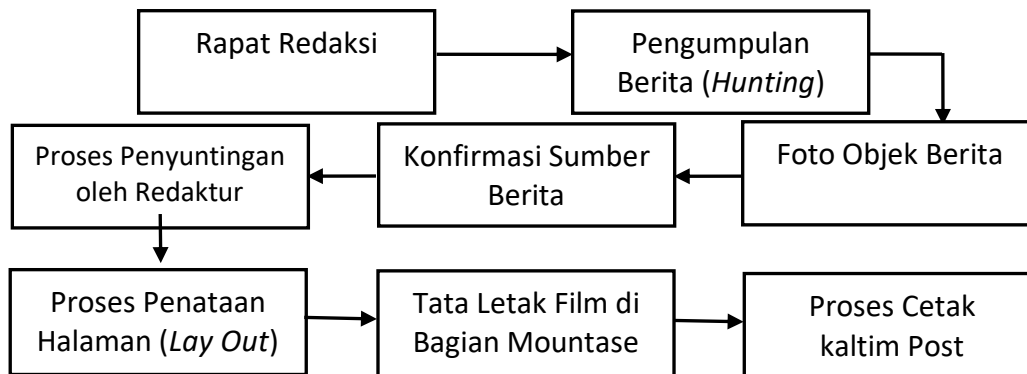 Rapat Redaksi
Pengumpulan
Berita (Hunting)
Foto Objek Berita
Konfirmasi Sumber
Berita
Proses Penyuntingan
oleh Redaktur
Proses Penataan
Halaman (Lay Out)
Tata Letak Film di
Bagian Mountase
Proses Cetak
kaltim Post